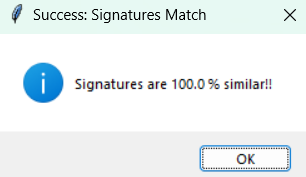 Success: Signatures Match
Signatures are 100.0 % similar!!
OK